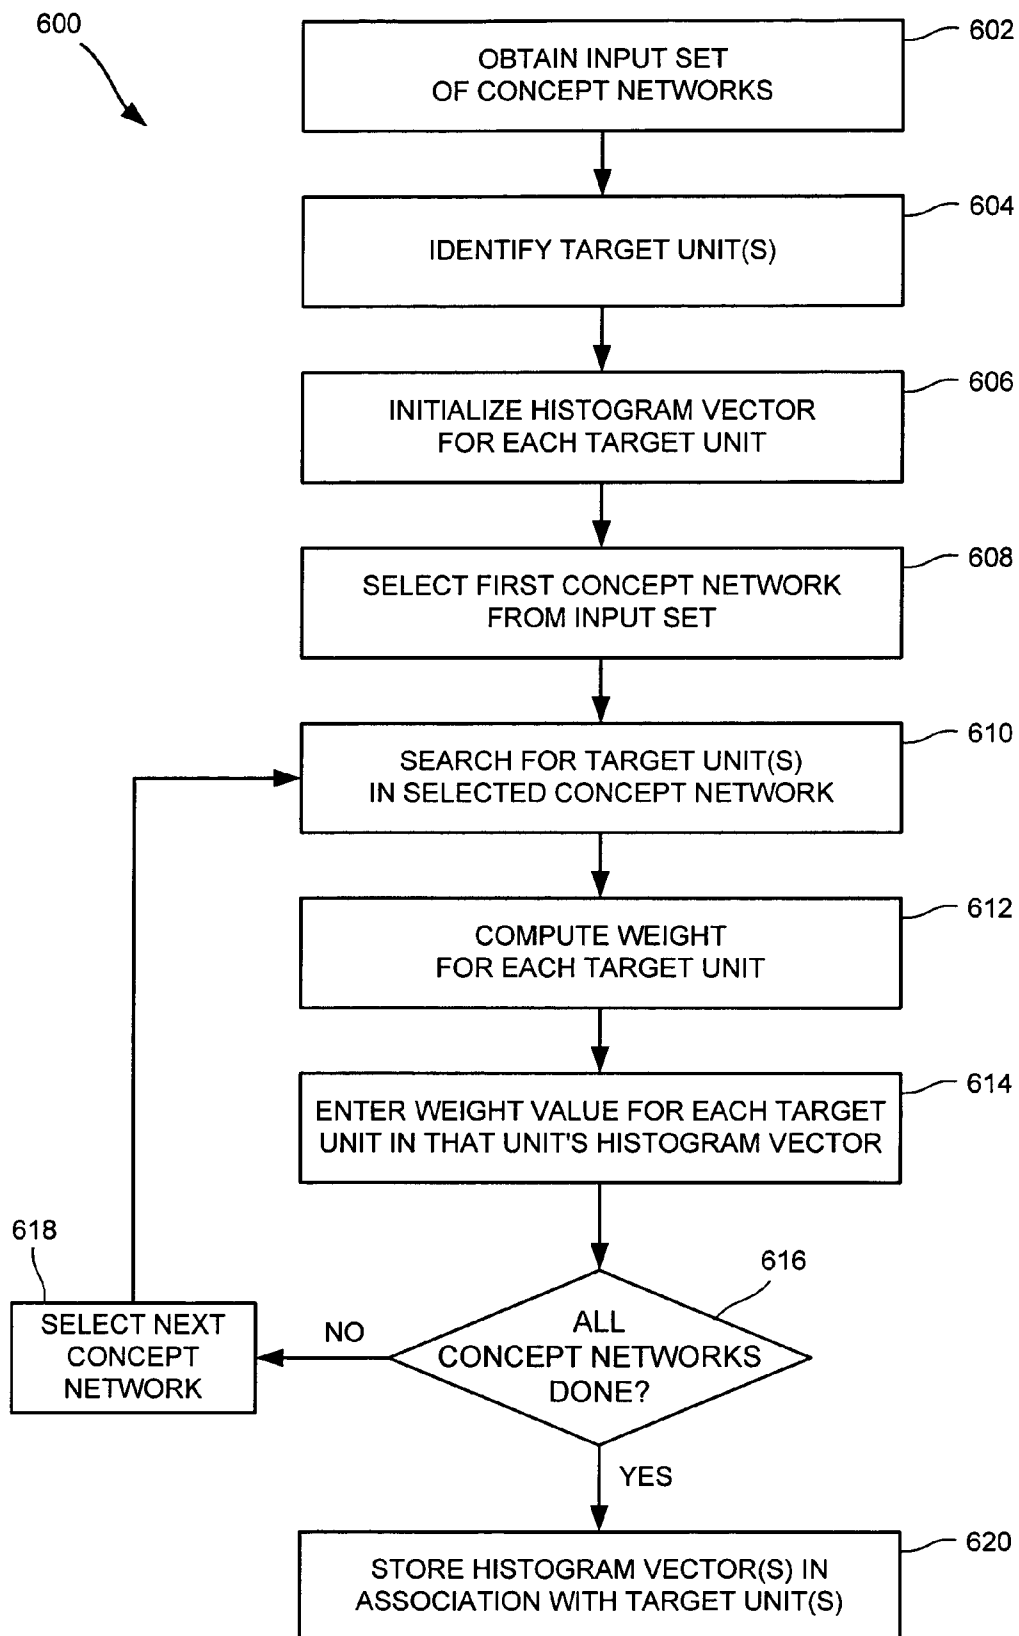 600
602
OBTAIN INPUT SET
OF CONCEPT NETWORKS
604
IDENTIFY TARGET UNIT(S)
606
INITIALIZE HISTOGRAM VECTOR
FOR EACH TARGET UNIT
608
SELECT FIRST CONCEPT NETWORK
FROM INPUT SET
610
SEARCH FOR TARGET UNIT(S)
IN SELECTED CONCEPT NETWORK
612
COMPUTE WEIGHT
FOR EACH TARGET UNIT
614
ENTER WEIGHT VALUE FOR EACH TARGET
UNIT IN THAT UNIT'S HISTOGRAM VECTOR
616
ALL
CONCEPT NETWORKS
DONE?
NO
618
SELECT NEXT
CONCEPT
NETWORK
YES
620
STORE HISTOGRAM VECTOR(S) IN
ASSOCIATION WITH TARGET UNIT(S)